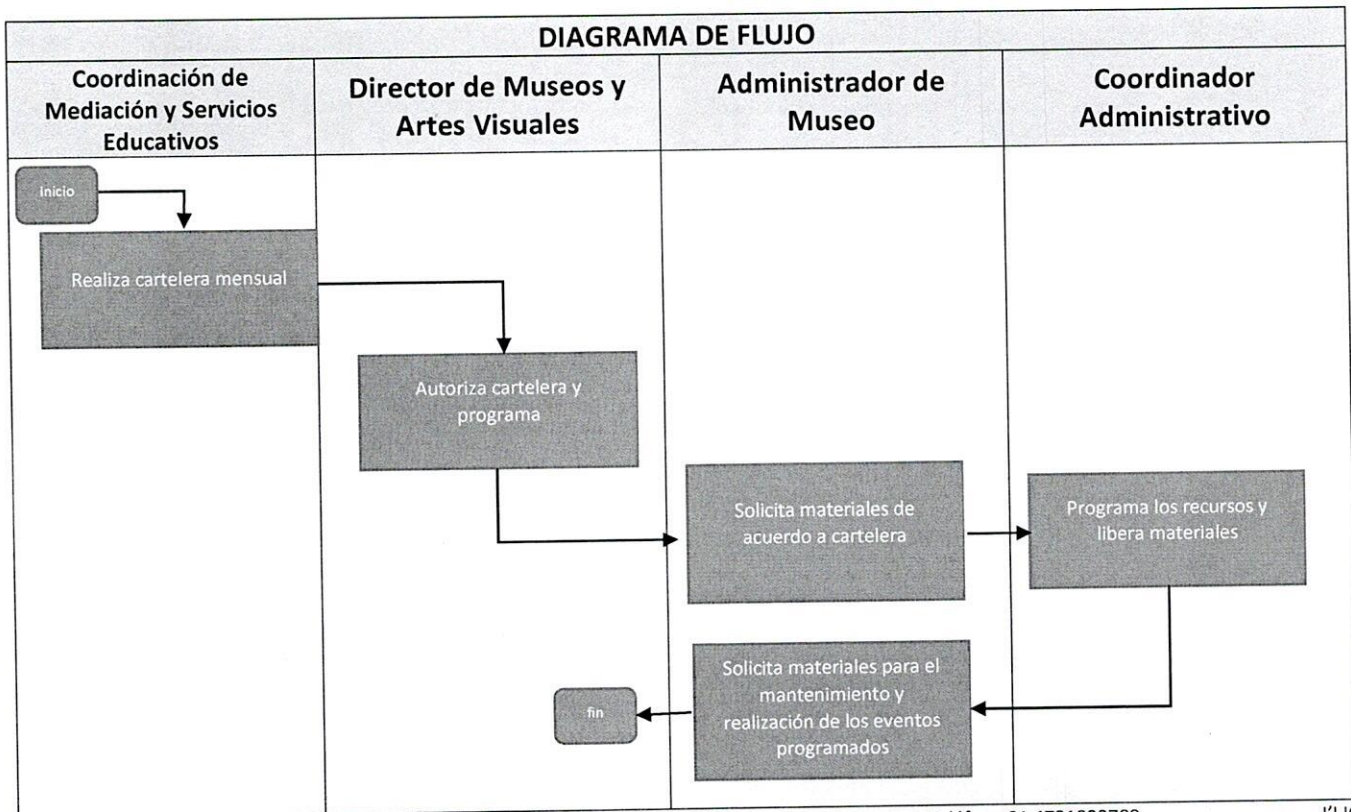 DIAGRAMA DE FLUJO
Coordinación de
Mediación y Servicios
Educativos
Director de Museos y
Artes Visuales
Administrador de
Museo
Coordinador
Administrativo
Inicio
Realiza cartelera mensual
Autoriza cartelera y
programa
Solicita materiales de
acuerdo a cartelera
Programa los recursos y
libera materiales
Solicita materiales para el
mantenimiento y
realización de los eventos
programados
fin